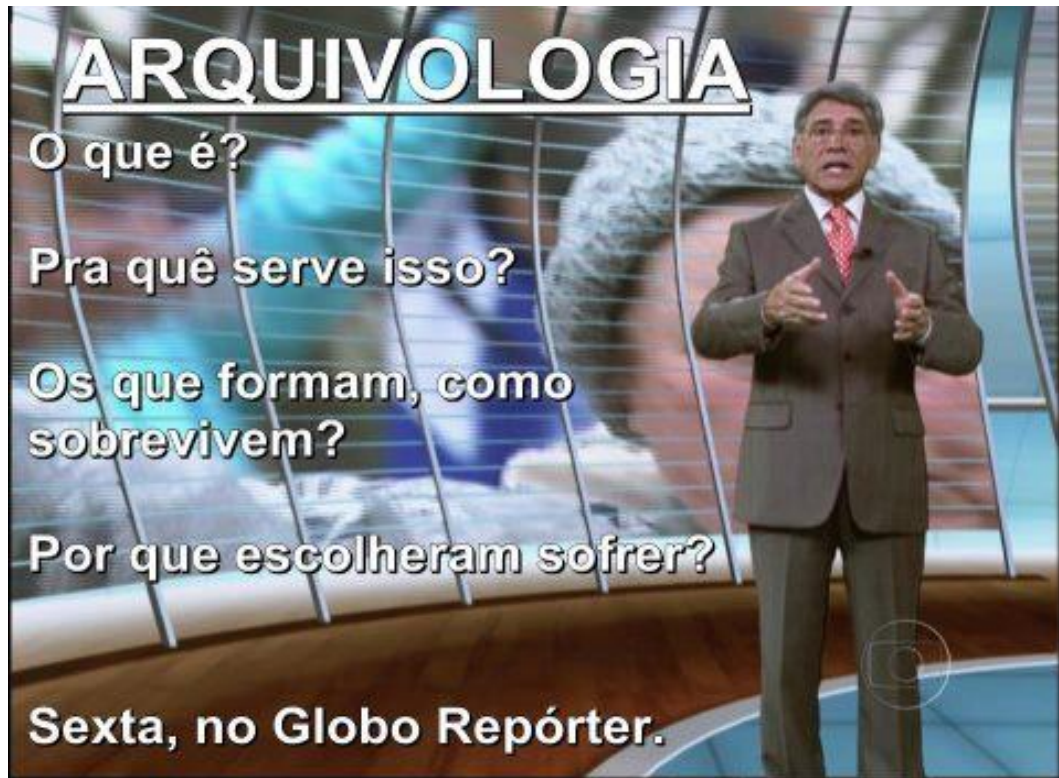 ARQUIVOLOGIA
O que é?
Pra quê serve isso?
Os que formam, como
sobrevivem?
Por que escolheram sofrer?
Sexta, no Globo Repórter.